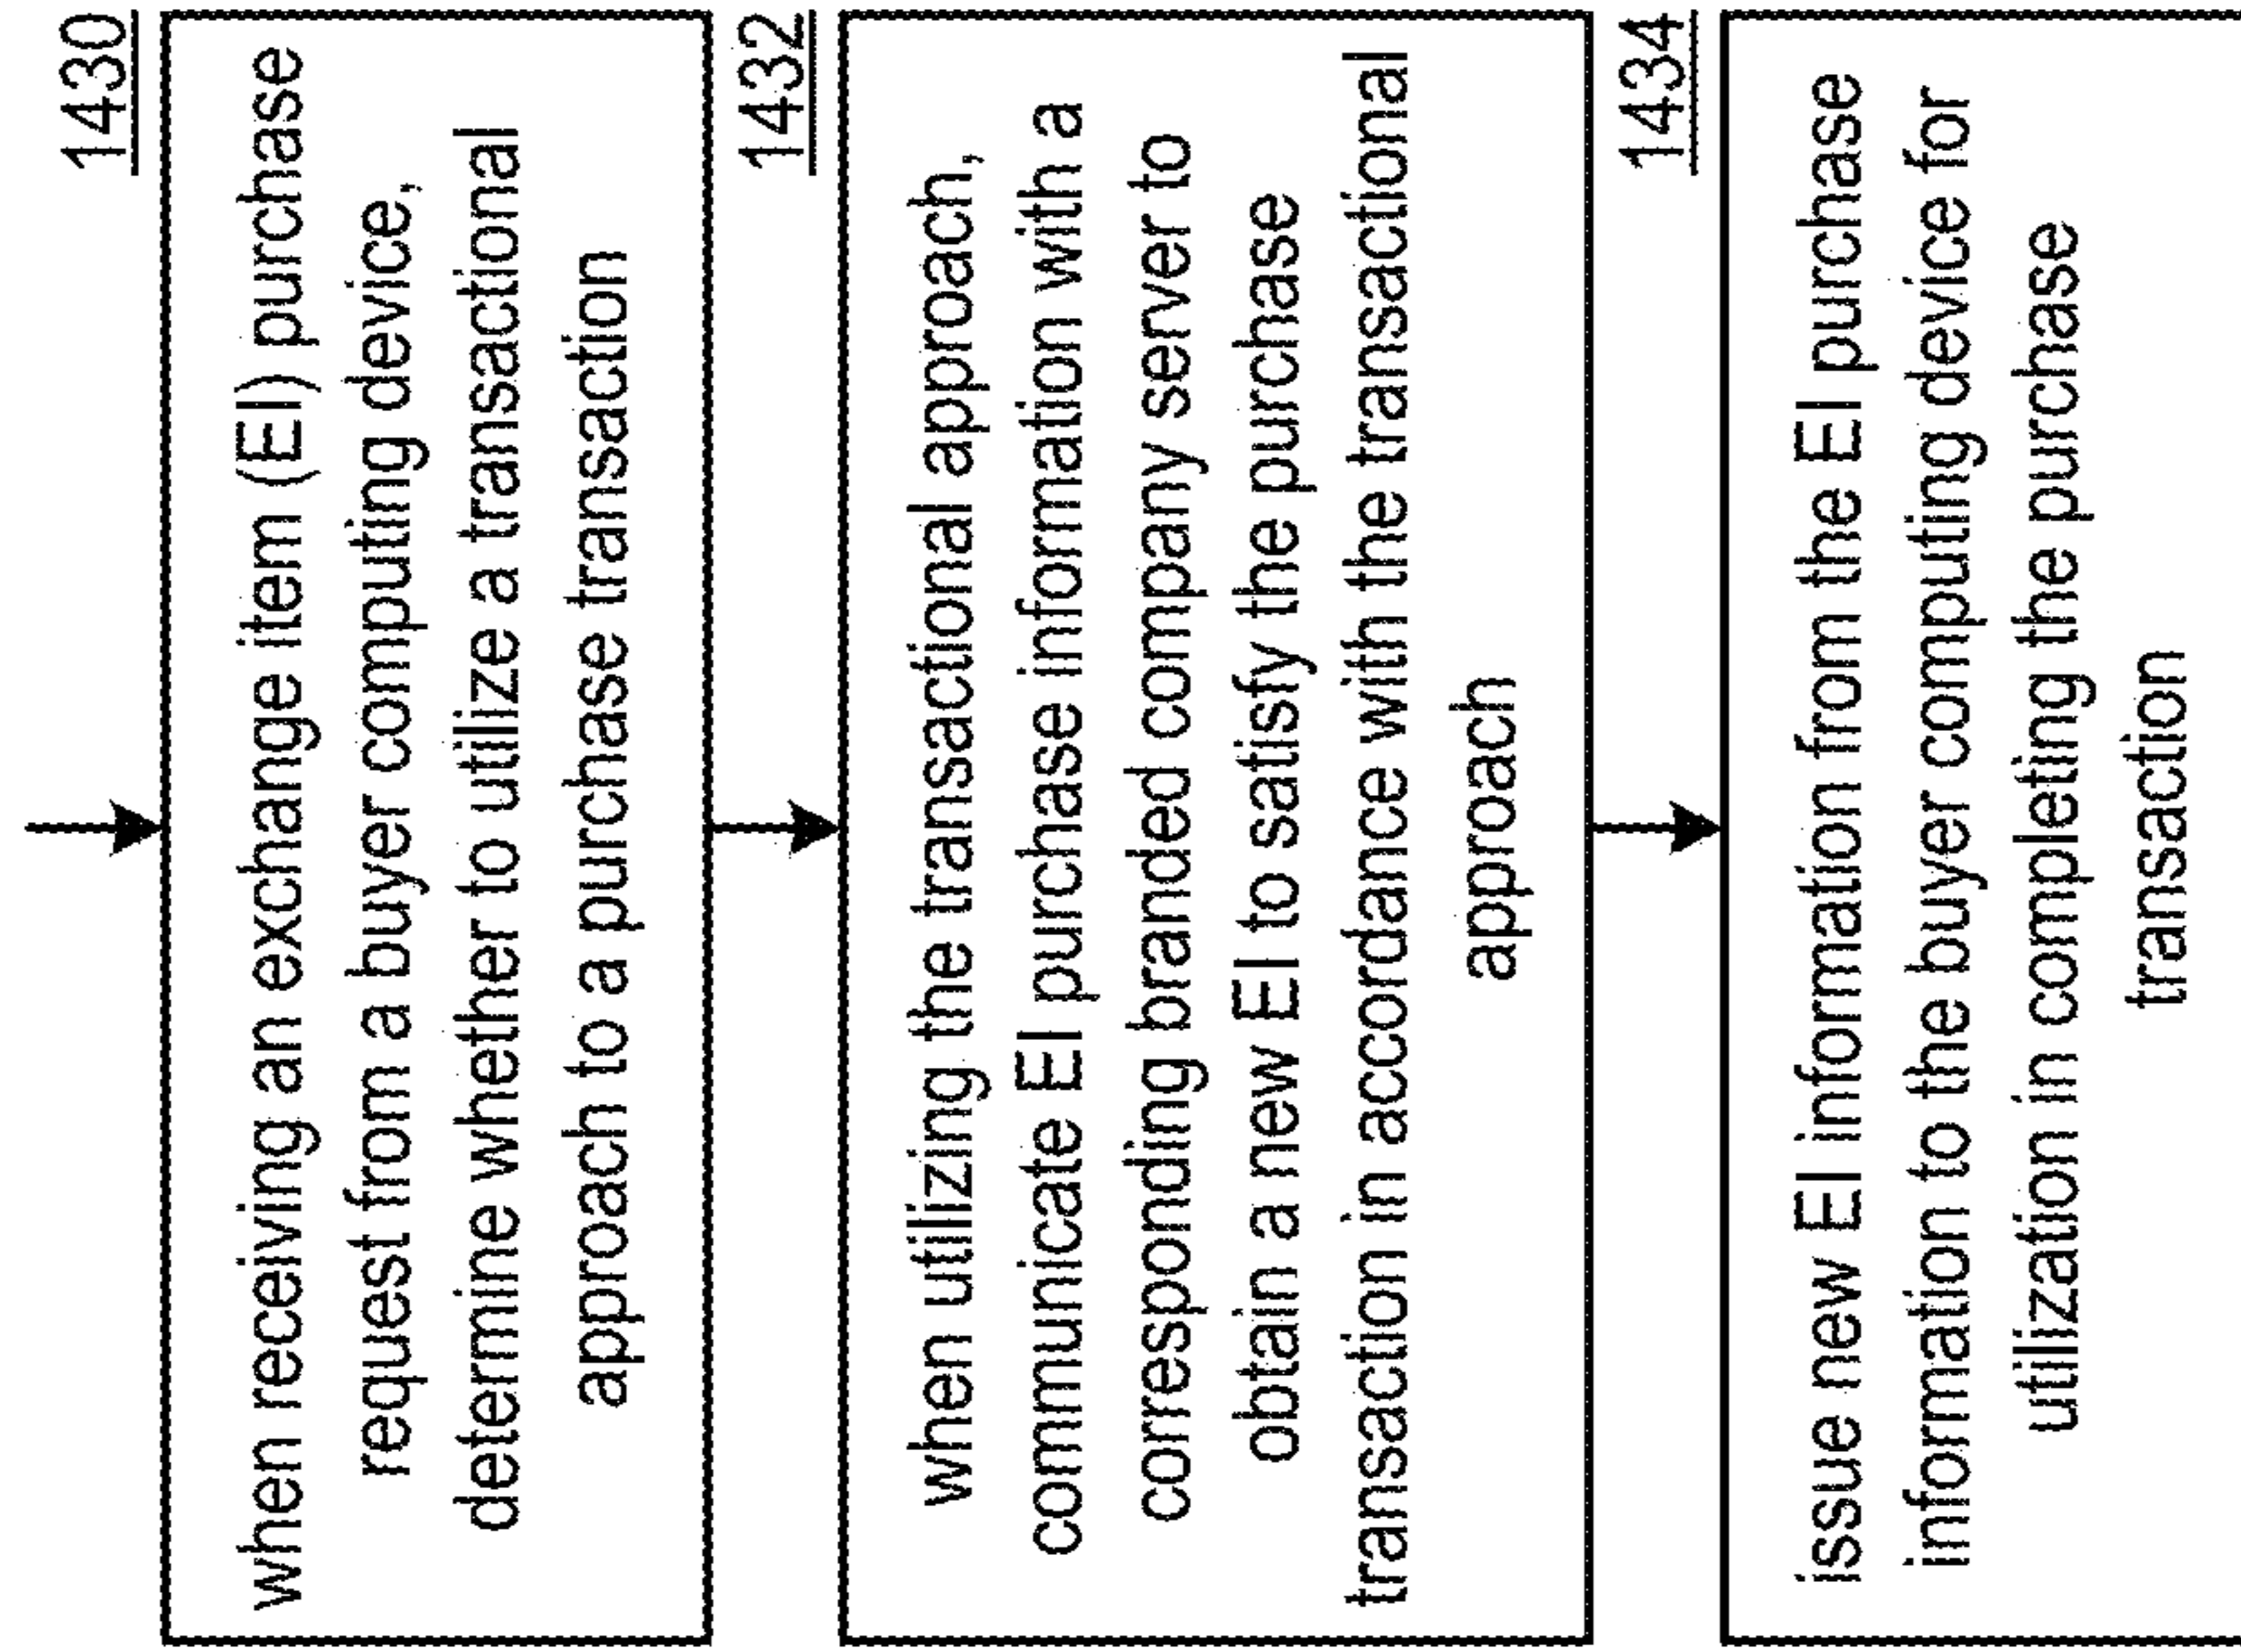 1430
when receiving an exchange item (EI) purchase
request from a buyer computing device,
determine whether to utilize a transactional
approach to a purchase transaction
1432
when utilizing the transactional approach,
communicate EI purchase information with a
corresponding branded company server to
obtain a new EI to satisfy the purchase
transaction in accordance with the transactional
approach
1434
issue new EI information from the EI purchase
information to the buyer computing device for
utilization in completing the purchase
transaction